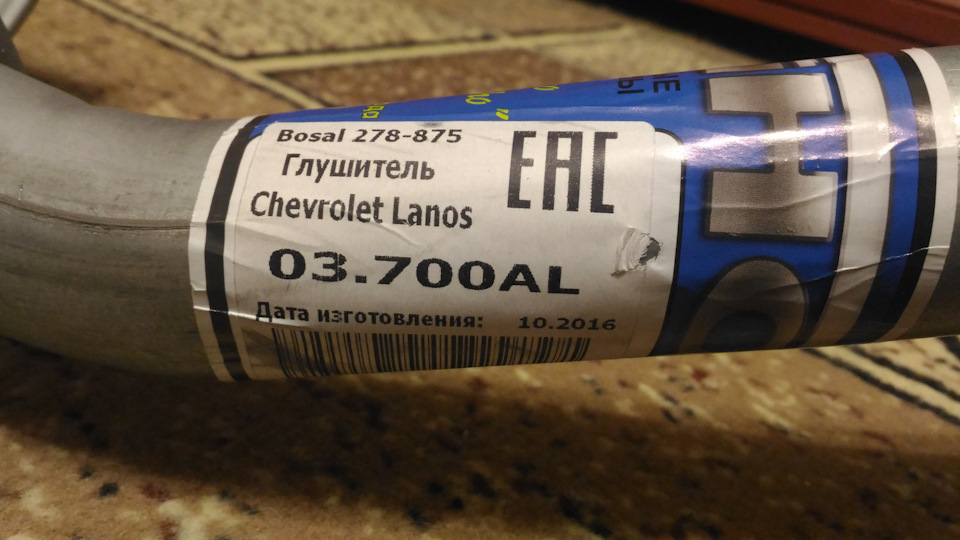 Bosal 278-875
Глушитель
Chevrolet Lanos
EAC
03.700AL
Дата изготовления: 10.2016